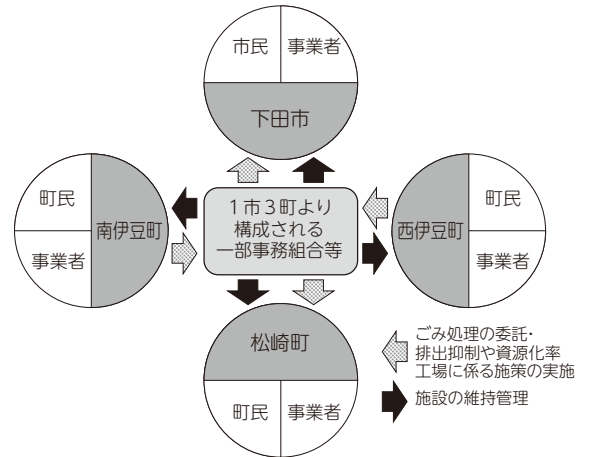 市民
事業者
下田市
町民
南伊豆町
事業者
1市3町より
構成される
一部事務組合等
西伊豆町
町民
事業者
松崎町
町民
事業者
ごみ処理の委託・
排出抑制や資源化率
工場に係る施策の実施
施設の維持管理